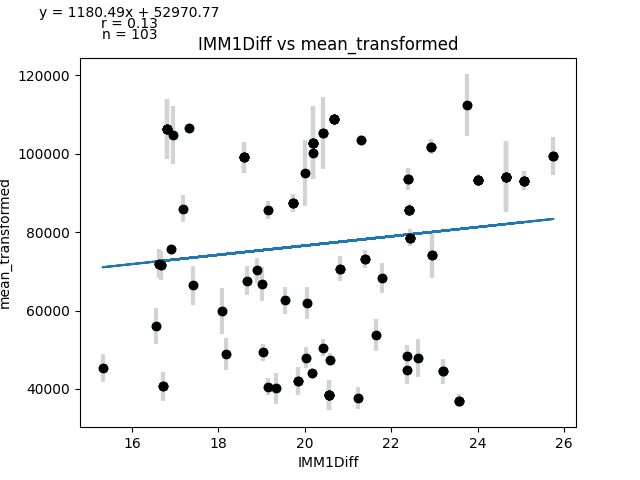 y = 1180.49x + 52970.77
r = 0.13
n = 103
IMM1Diff vs mean_transformed
120000
100000
80000
60000
40000
mean_transformed
16 18 20 22 24 26
IMM1Diff